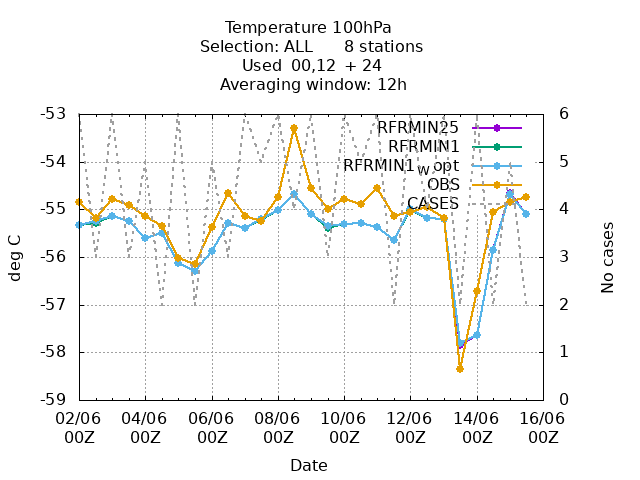 Temperature 100hPa
Selection: ALL 8 stations
Used 00,12 + 24
Averaging window: 12h
-53
-54
-55
-56
-57
-58
-59
deg C
6
5
4
3
2
1
0
No cases
RFRMIN25
RFRMIN1
RFRMIN1_w_opt
OBS
CASES
02/06 04/06 06/06 08/06 10/06 12/06 14/06 16/06
00Z 00Z 00Z 00Z 00Z 00Z 00Z 00Z
Date